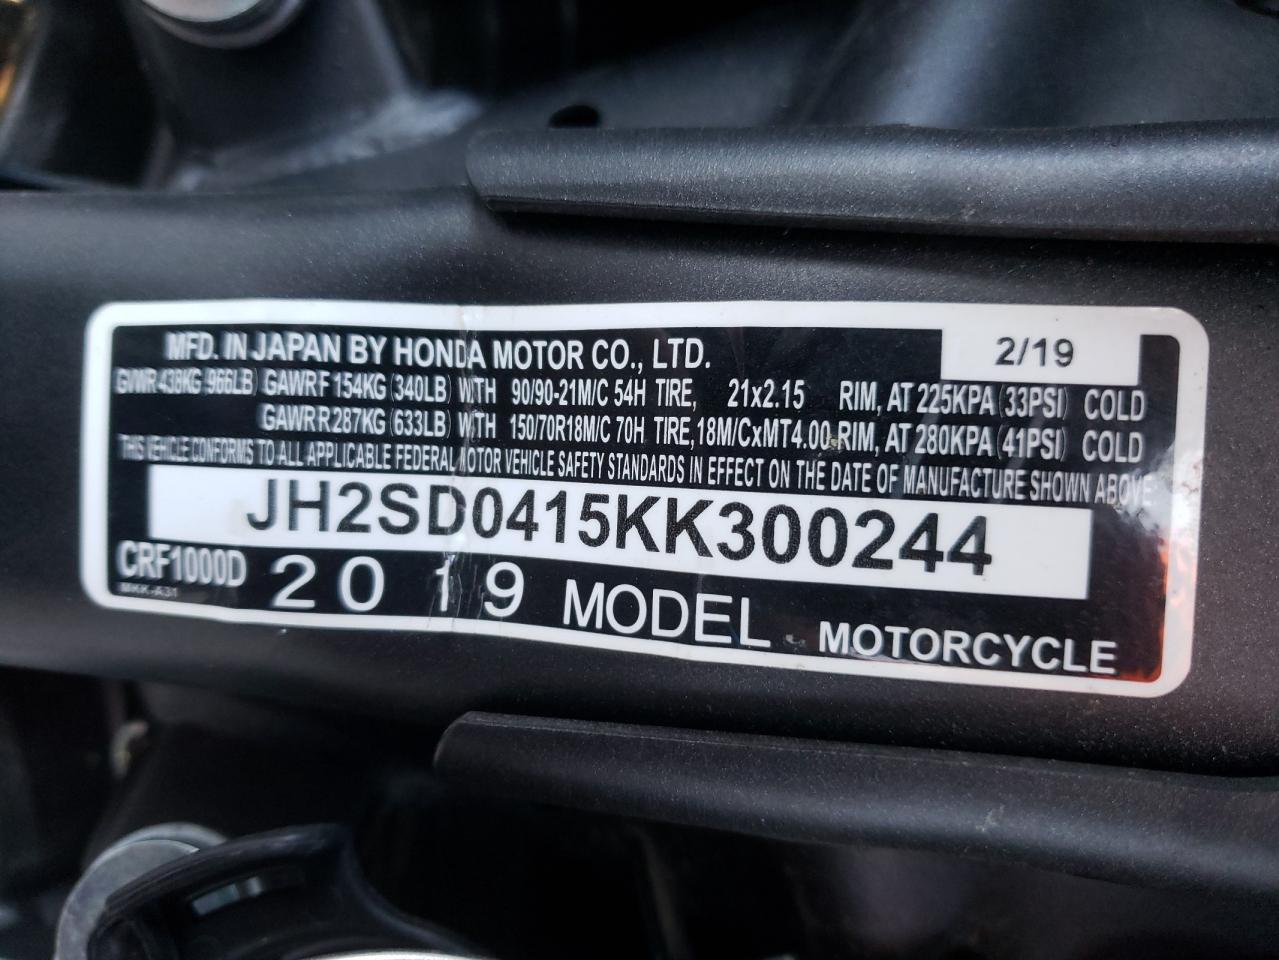 MFD. IN JAPAN BY HONDA MOTOR CO., LTD. 2/19
GVWR 438KG (966LB) GAWR F 154KG (340LB) WITH 90/90-21M/C 54H TIRE, 21x2.15 RIM, AT 225KPA (33PSI) COLD
GAWR R 287KG (633LB) WITH 150/70R18M/C 70H TIRE, 18M/CxMT4.00 RIM, AT 280KPA (41PSI) COLD
THIS VEHICLE CONFORMS TO ALL APPLICABLE FEDERAL MOTOR VEHICLE SAFETY STANDARDS IN EFFECT ON THE DATE OF MANUFACTURE SHOWN ABOVE
JH2SD0415KK300244
CRF1000D 2019 MODEL MOTORCYCLE
MKK-A31